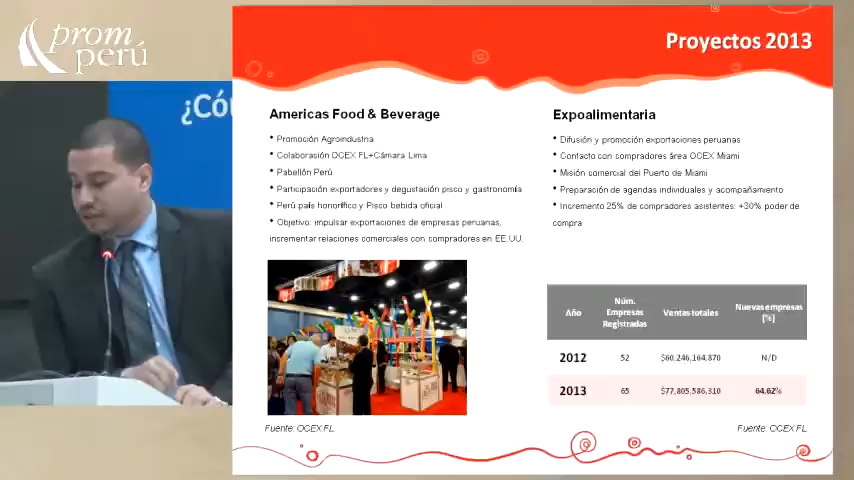 prom
perú
¿Có
Proyectos 2013
Americas Food & Beverage
• Promoción Agroindustria
• Colaboración OCEX FL+Cámara Lima
• Pabellón Perú
• Participación exportadores y degustación pisco y gastronomía
• Perú país honorífico y Pisco bebida oficial
• Objetivo: impulsar exportaciones de empresas peruanas,
incrementar relaciones comerciales con compradores en EE.UU.
Fuente: OCEX FL
Expoalimentaria
• Difusión y promoción exportaciones peruanas
• Contacto con compradores área OCEX Miami
• Misión comercial del Puerto de Miami
• Preparación de agendas individuales y acompañamiento
• Incremento 25% de compradores asistentes: +30% poder de
compra
Año Núm. Empresas Registradas Ventas totales Nuevas empresas (%)
2012 52 $60,246,164,870 N/D
2013 65 $77,805,586,310 64.62%
Fuente: OCEX FL